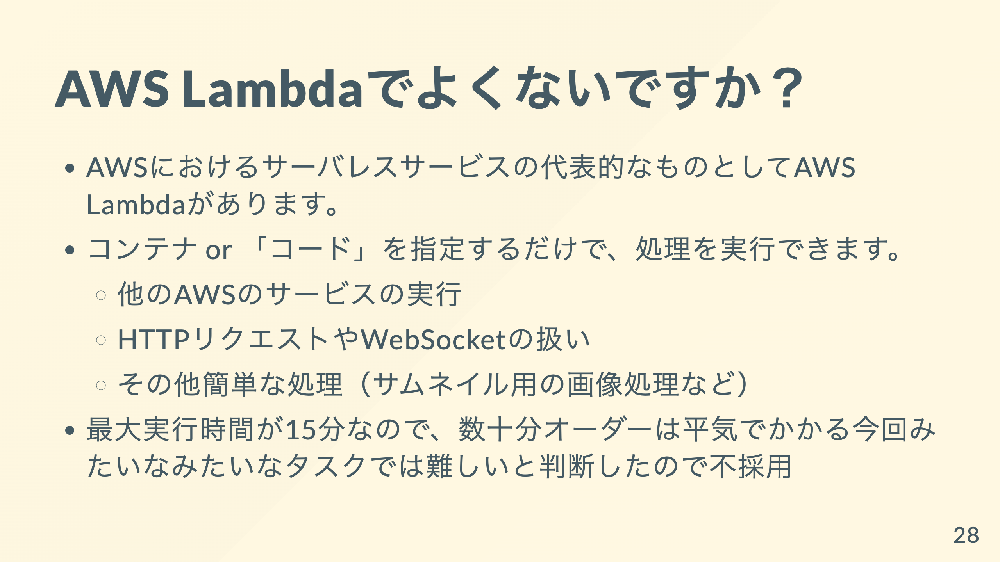 AWS Lambdaでよくないですか？
• AWSにおけるサーバレスサービスの代表的なものとしてAWS
Lambdaがあります。
• コンテナ or 「コード」を指定するだけで、処理を実行できます。
○ 他のAWSのサービスの実行
○ HTTPリクエストやWebSocketの扱い
○ その他簡単な処理（サムネイル用の画像処理など）
• 最大実行時間が15分なので、数十分オーダーは平気でかかる今回み
たいなみたいなタスクでは難しいと判断したので不採用
28